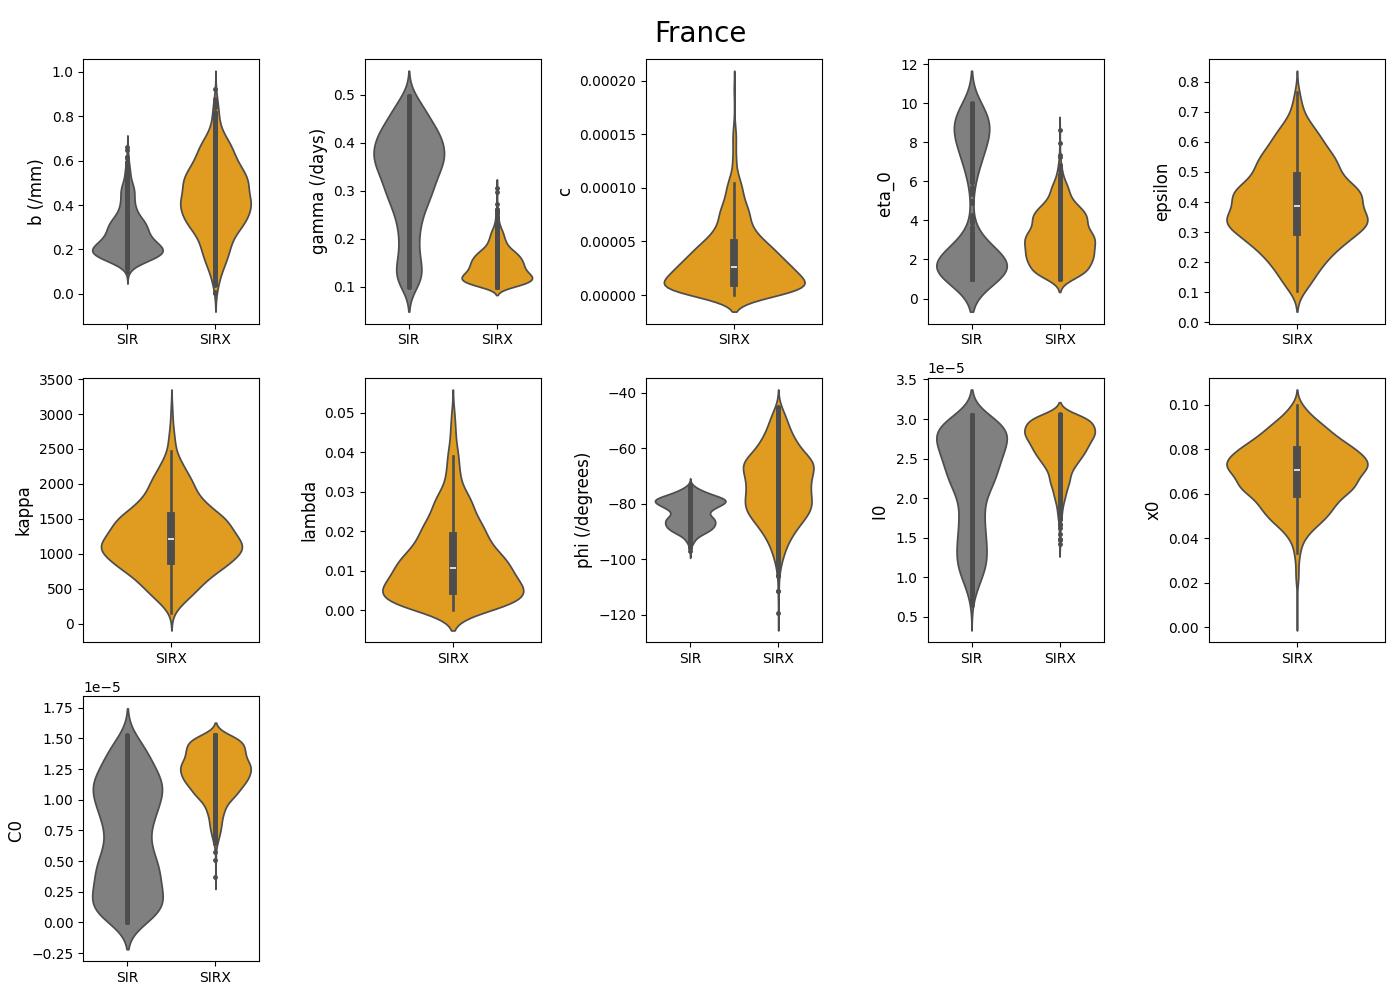 France
b (/mm)
1.0
0.8
0.6
0.4
0.2
0.0
SIR SIRX
gamma (/days)
0.5
0.4
0.3
0.2
0.1
SIR SIRX
c
0.00020
0.00015
0.00010
0.00005
0.00000
SIRX
eta_0
12
10
8
6
4
2
0
SIR SIRX
epsilon
0.8
0.7
0.6
0.5
0.4
0.3
0.2
0.1
0.0
SIRX
kappa
3500
3000
2500
2000
1500
1000
500
0
SIRX
lambda
0.05
0.04
0.03
0.02
0.01
0.00
SIRX
phi (/degrees)
−40
−60
−80
−100
−120
SIR SIRX
1e−5
I0
3.5
3.0
2.5
2.0
1.5
1.0
0.5
SIR SIRX
x0
0.10
0.08
0.06
0.04
0.02
0.00
SIRX
1e−5
C0
1.75
1.50
1.25
1.00
0.75
0.50
0.25
0.00
−0.25
SIR SIRX